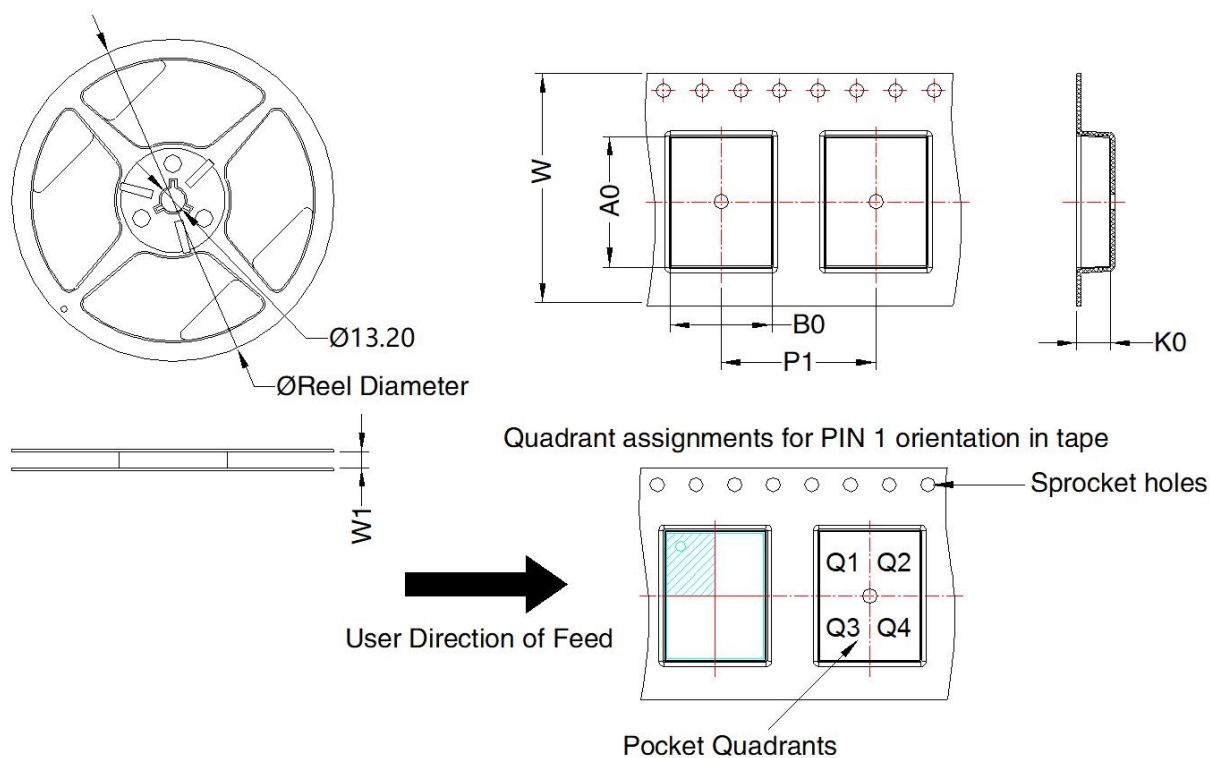 W
A0
B0
P1
K0
Ø13.20
ØReel Diameter
W1
Quadrant assignments for PIN 1 orientation in tape
Sprocket holes
Q1 Q2
Q3 Q4
User Direction of Feed
Pocket Quadrants